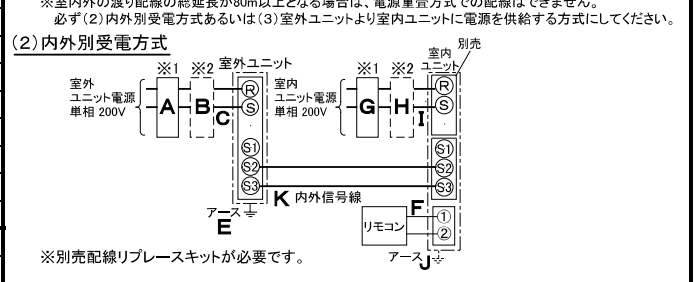 ※室内外の渡り配線の総延長が80m以上となる場合は、電源重畳方式での配線はできません。
必ず(2)内外別受電方式あるいは(3)室外ユニットより室内ユニットに電源を供給する方式にしてください。
(2)内外別受電方式
別売
※1 ※2 室外ユニット
※1 ※2 室内ユニット
室外
ユニット電源
単相 200V
A B C
R
S
S1
S2
S3
室内
ユニット電源
単相 200V
G H I
R
S
S1
S2
S3
K 内外信号線
アース
E
リモコン
F
①
②
アース J
※別売配線リプレースキットが必要です。